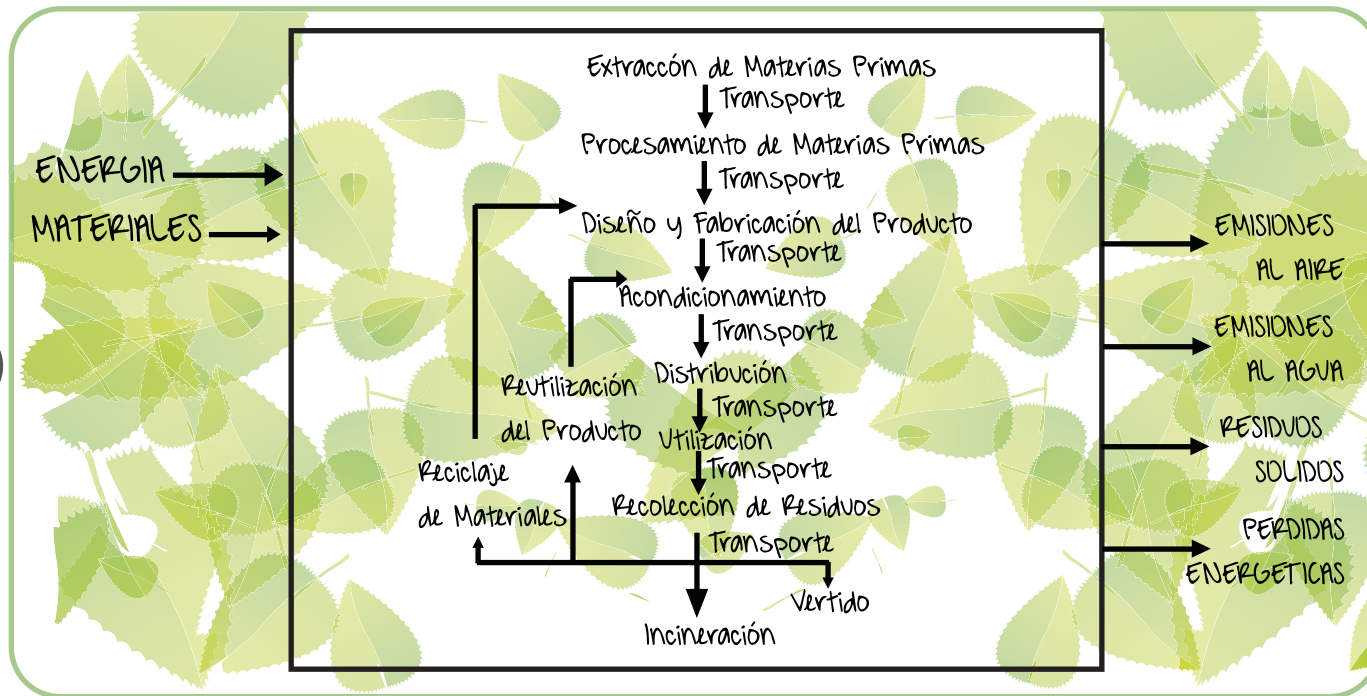 Extraccón de Materias Primas
Transporte
Procesamiento de Materias Primas
Transporte
Diseño y Fabricación del Producto
Transporte
Acondicionamiento
Transporte
Distribución
Transporte
Utilización
Transporte
Recolección de Residuos
Transporte
Vertido
Incineración
Reutilización
del Producto
Reciclaje
de Materiales
ENERGIA
MATERIALES
EMISIONES
AL AIRE
EMISIONES
AL AGUA
RESIDUOS
SOLIDOS
PERDIDAS
ENERGETICAS